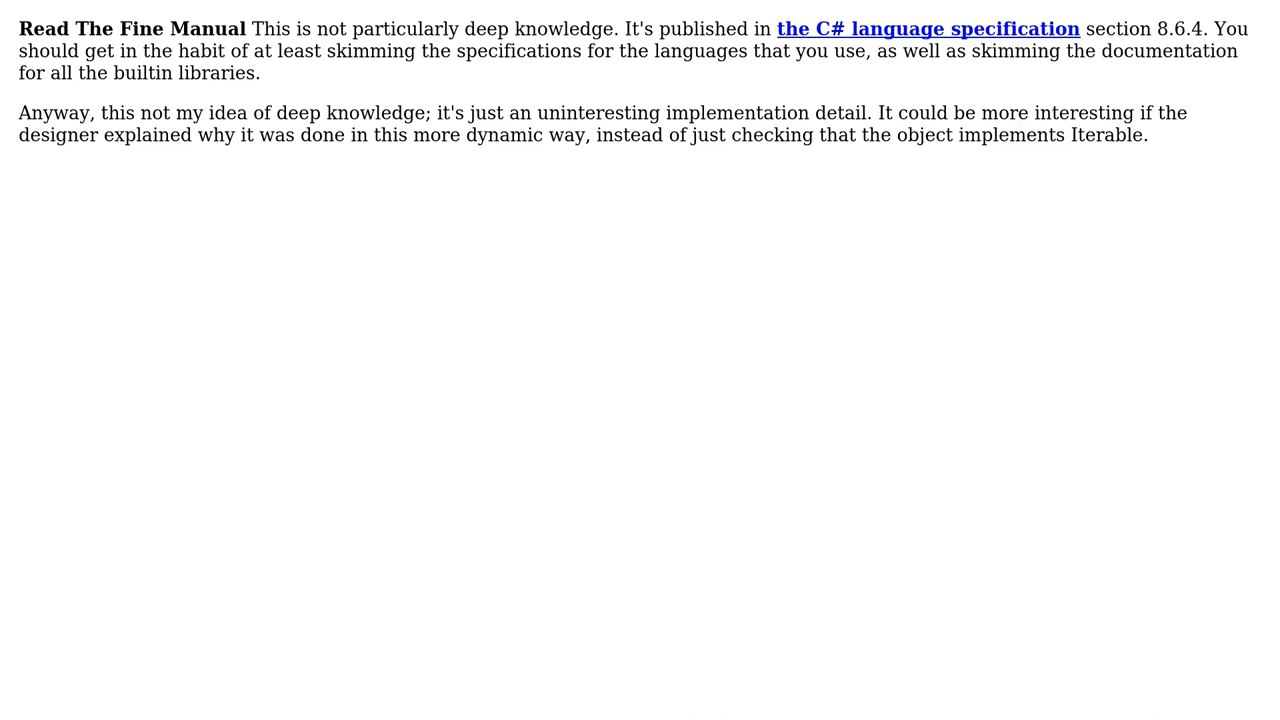 Read The Fine Manual This is not particularly deep knowledge. It's published in the C# language specification section 8.6.4. You
should get in the habit of at least skimming the specifications for the languages that you use, as well as skimming the documentation
for all the builtin libraries.
Anyway, this not my idea of deep knowledge; it's just an uninteresting implementation detail. It could be more interesting if the
designer explained why it was done in this more dynamic way, instead of just checking that the object implements Iterable.